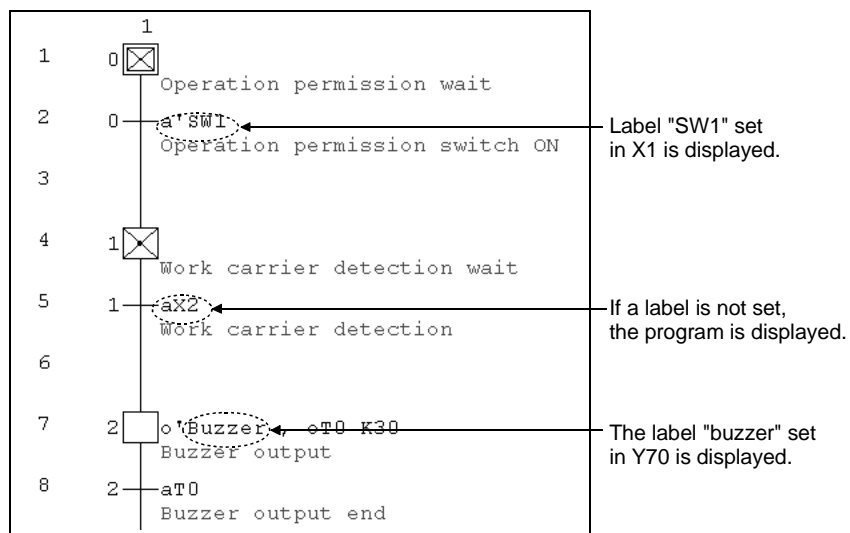 1
1 0
Operation permission wait
2 0 a'SW1
Operation permission switch ON
3
4 1
Work carrier detection wait
5 1 aX2
Work carrier detection
6
7 2 o'Buzzer', oT0 K30
Buzzer output
8 2 aT0
Buzzer output end
Label "SW1" set
in X1 is displayed.
If a label is not set,
the program is displayed.
The label "buzzer" set
in Y70 is displayed.